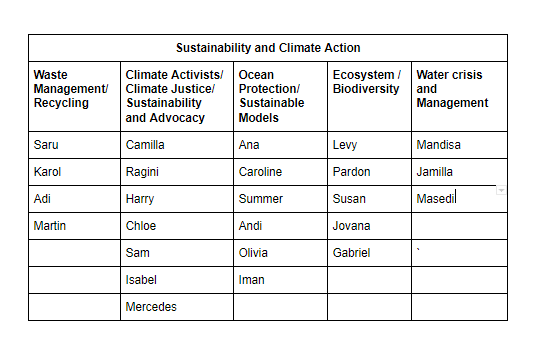 Sustainability and Climate Action
Waste Management/ Recycling
Climate Activists/ Climate Justice/ Sustainability and Advocacy
Ocean Protection/ Sustainable Models
Ecosystem / Biodiversity
Water crisis and Management
Saru Camilla Ana Levy Mandisa
Karol Ragini Caroline Pardon Jamilla
Adi Harry Summer Susan Masedi
Martin Chloe Andi Jovana
Sam Olivia Gabriel `
Isabel Iman
Mercedes